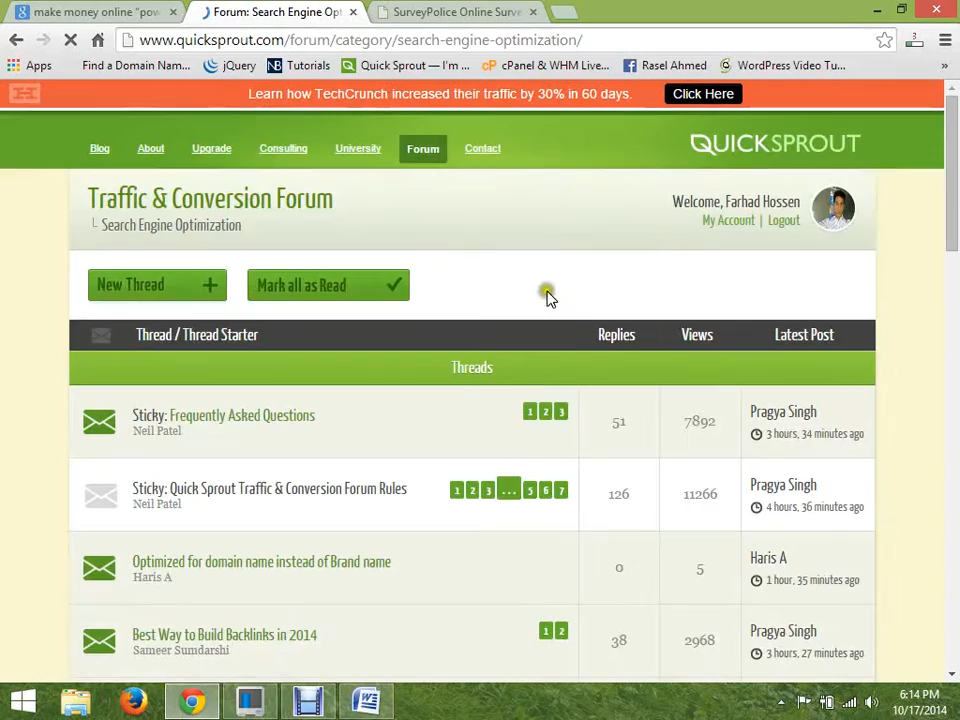 make money online "pow
Forum: Search Engine Opt
SurveyPolice Online Surve
www.quicksprout.com/forum/category/search-engine-optimization/
3
Apps
Find a Domain Nam...
jQuery
Tutorials
Quick Sprout — I'm ...
cPanel & WHM Live...
Rasel Ahmed
WordPress Video Tu...
Learn how TechCrunch increased their traffic by 30% in 60 days.
Click Here
Blog
About
Upgrade
Consulting
University
Forum
Contact
QUICKSPROUT
Traffic & Conversion Forum
Search Engine Optimization
Welcome, Farhad Hossen
My Account | Logout
New Thread
Mark all as Read
Thread / Thread Starter
Replies
Views
Latest Post
Threads
Sticky: Frequently Asked Questions
Neil Patel
1 2 3
51
7892
Pragya Singh
3 hours, 34 minutes ago
Sticky: Quick Sprout Traffic & Conversion Forum Rules
Neil Patel
1 2 3 ... 5 6 7
126
11266
Pragya Singh
4 hours, 36 minutes ago
Optimized for domain name instead of Brand name
Haris A
0
5
Haris A
1 hour, 35 minutes ago
Best Way to Build Backlinks in 2014
Sameer Sumdarshi
1 2
38
2968
Pragya Singh
3 hours, 27 minutes ago
6:14 PM
10/17/2014